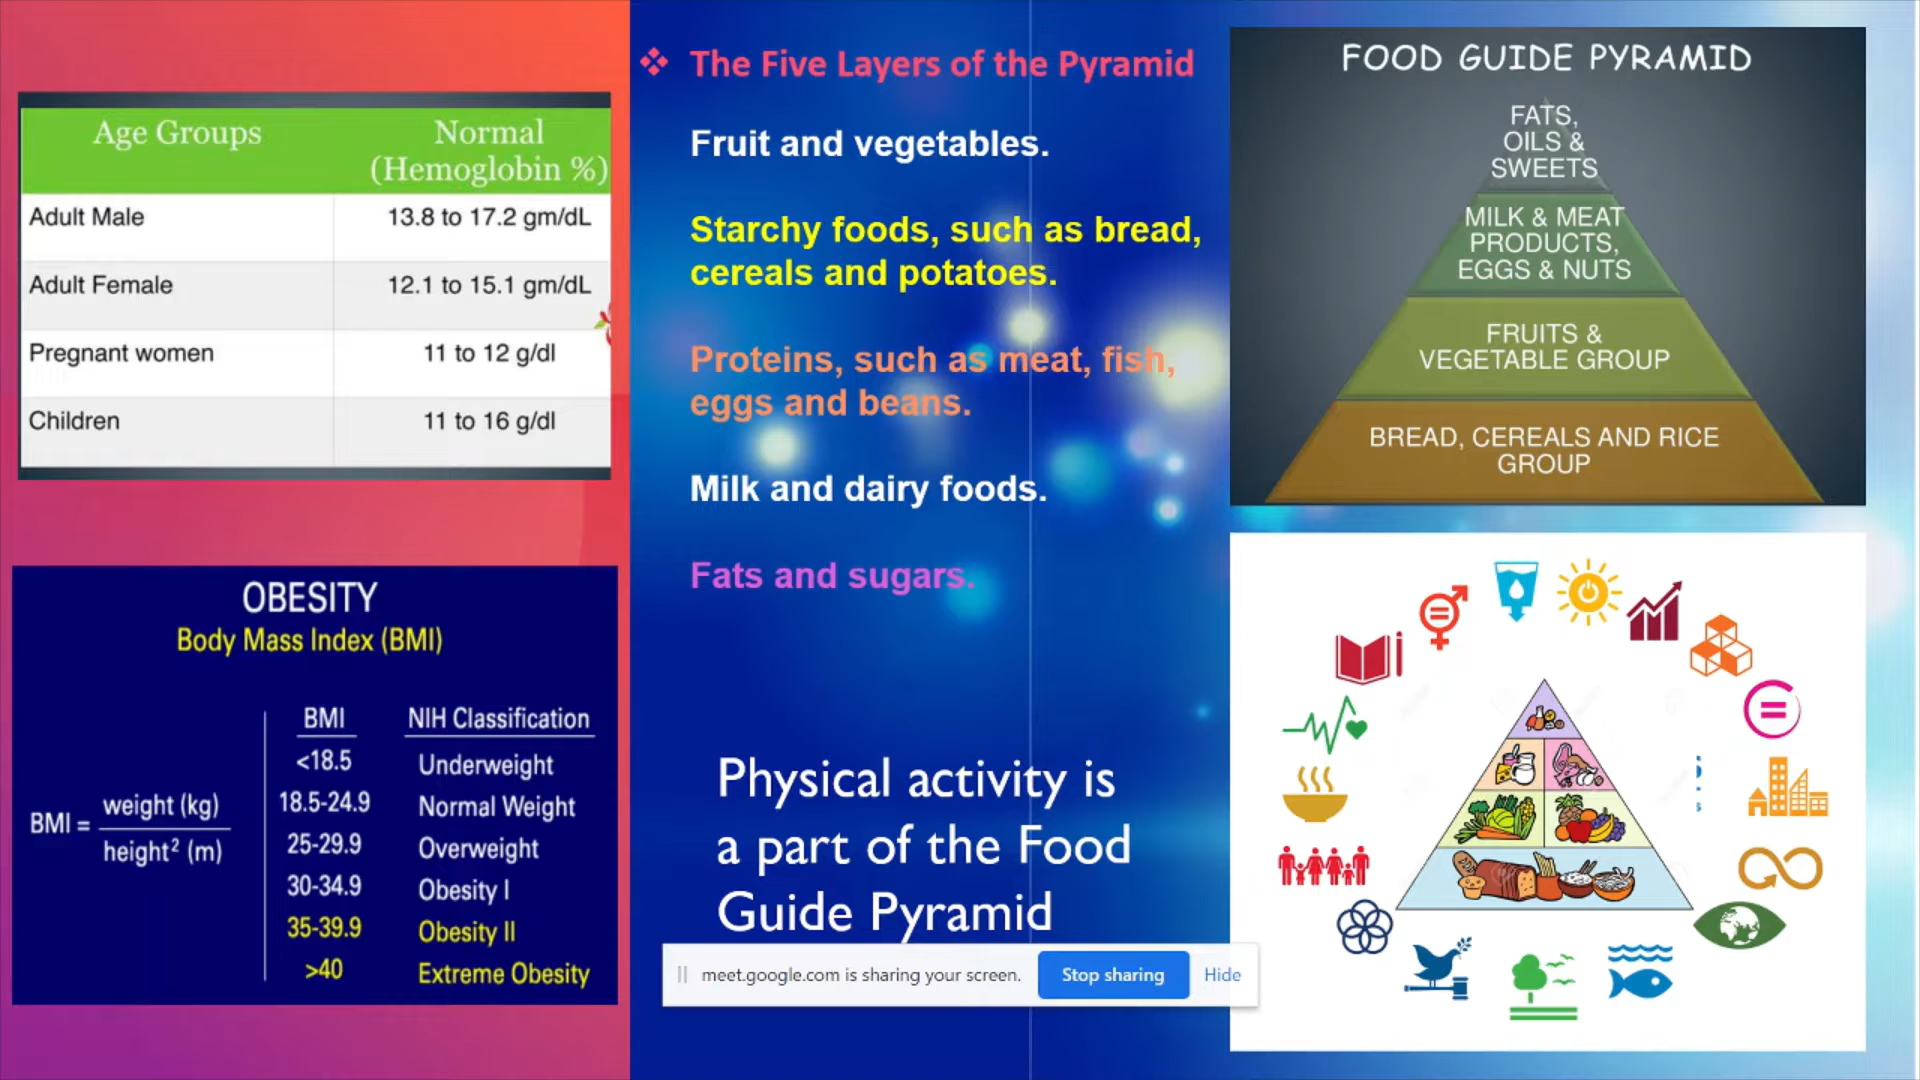 Age Groups
Normal
(Hemoglobin %)
Adult Male
13.8 to 17.2 gm/dL
Adult Female
12.1 to 15.1 gm/dL
Pregnant women
11 to 12 g/dl
Children
11 to 16 g/dl
OBESITY
Body Mass Index (BMI)
BMI =
weight (kg)
height² (m)
BMI NIH Classification
<18.5 Underweight
18.5-24.9 Normal Weight
25-29.9 Overweight
30-34.9 Obesity I
35-39.9 Obesity II
>40 Extreme Obesity
❖ The Five Layers of the Pyramid
Fruit and vegetables.
Starchy foods, such as bread,
cereals and potatoes.
Proteins, such as meat, fish,
eggs and beans.
Milk and dairy foods.
Fats and sugars.
Physical activity is
a part of the Food
Guide Pyramid
meet.google.com is sharing your screen. Stop sharing Hide
FOOD GUIDE PYRAMID
FATS,
OILS &
SWEETS
MILK & MEAT
PRODUCTS,
EGGS & NUTS
FRUITS &
VEGETABLE GROUP
BREAD, CEREALS AND RICE
GROUP